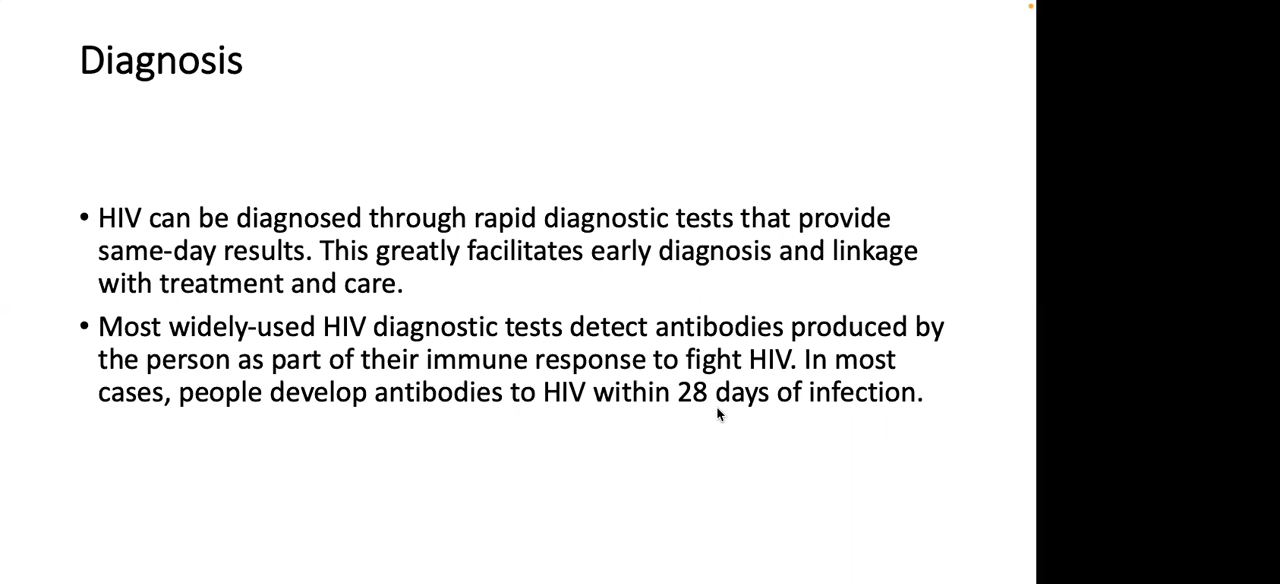 Diagnosis
• HIV can be diagnosed through rapid diagnostic tests that provide
same-day results. This greatly facilitates early diagnosis and linkage
with treatment and care.
• Most widely-used HIV diagnostic tests detect antibodies produced by
the person as part of their immune response to fight HIV. In most
cases, people develop antibodies to HIV within 28 days of infection.